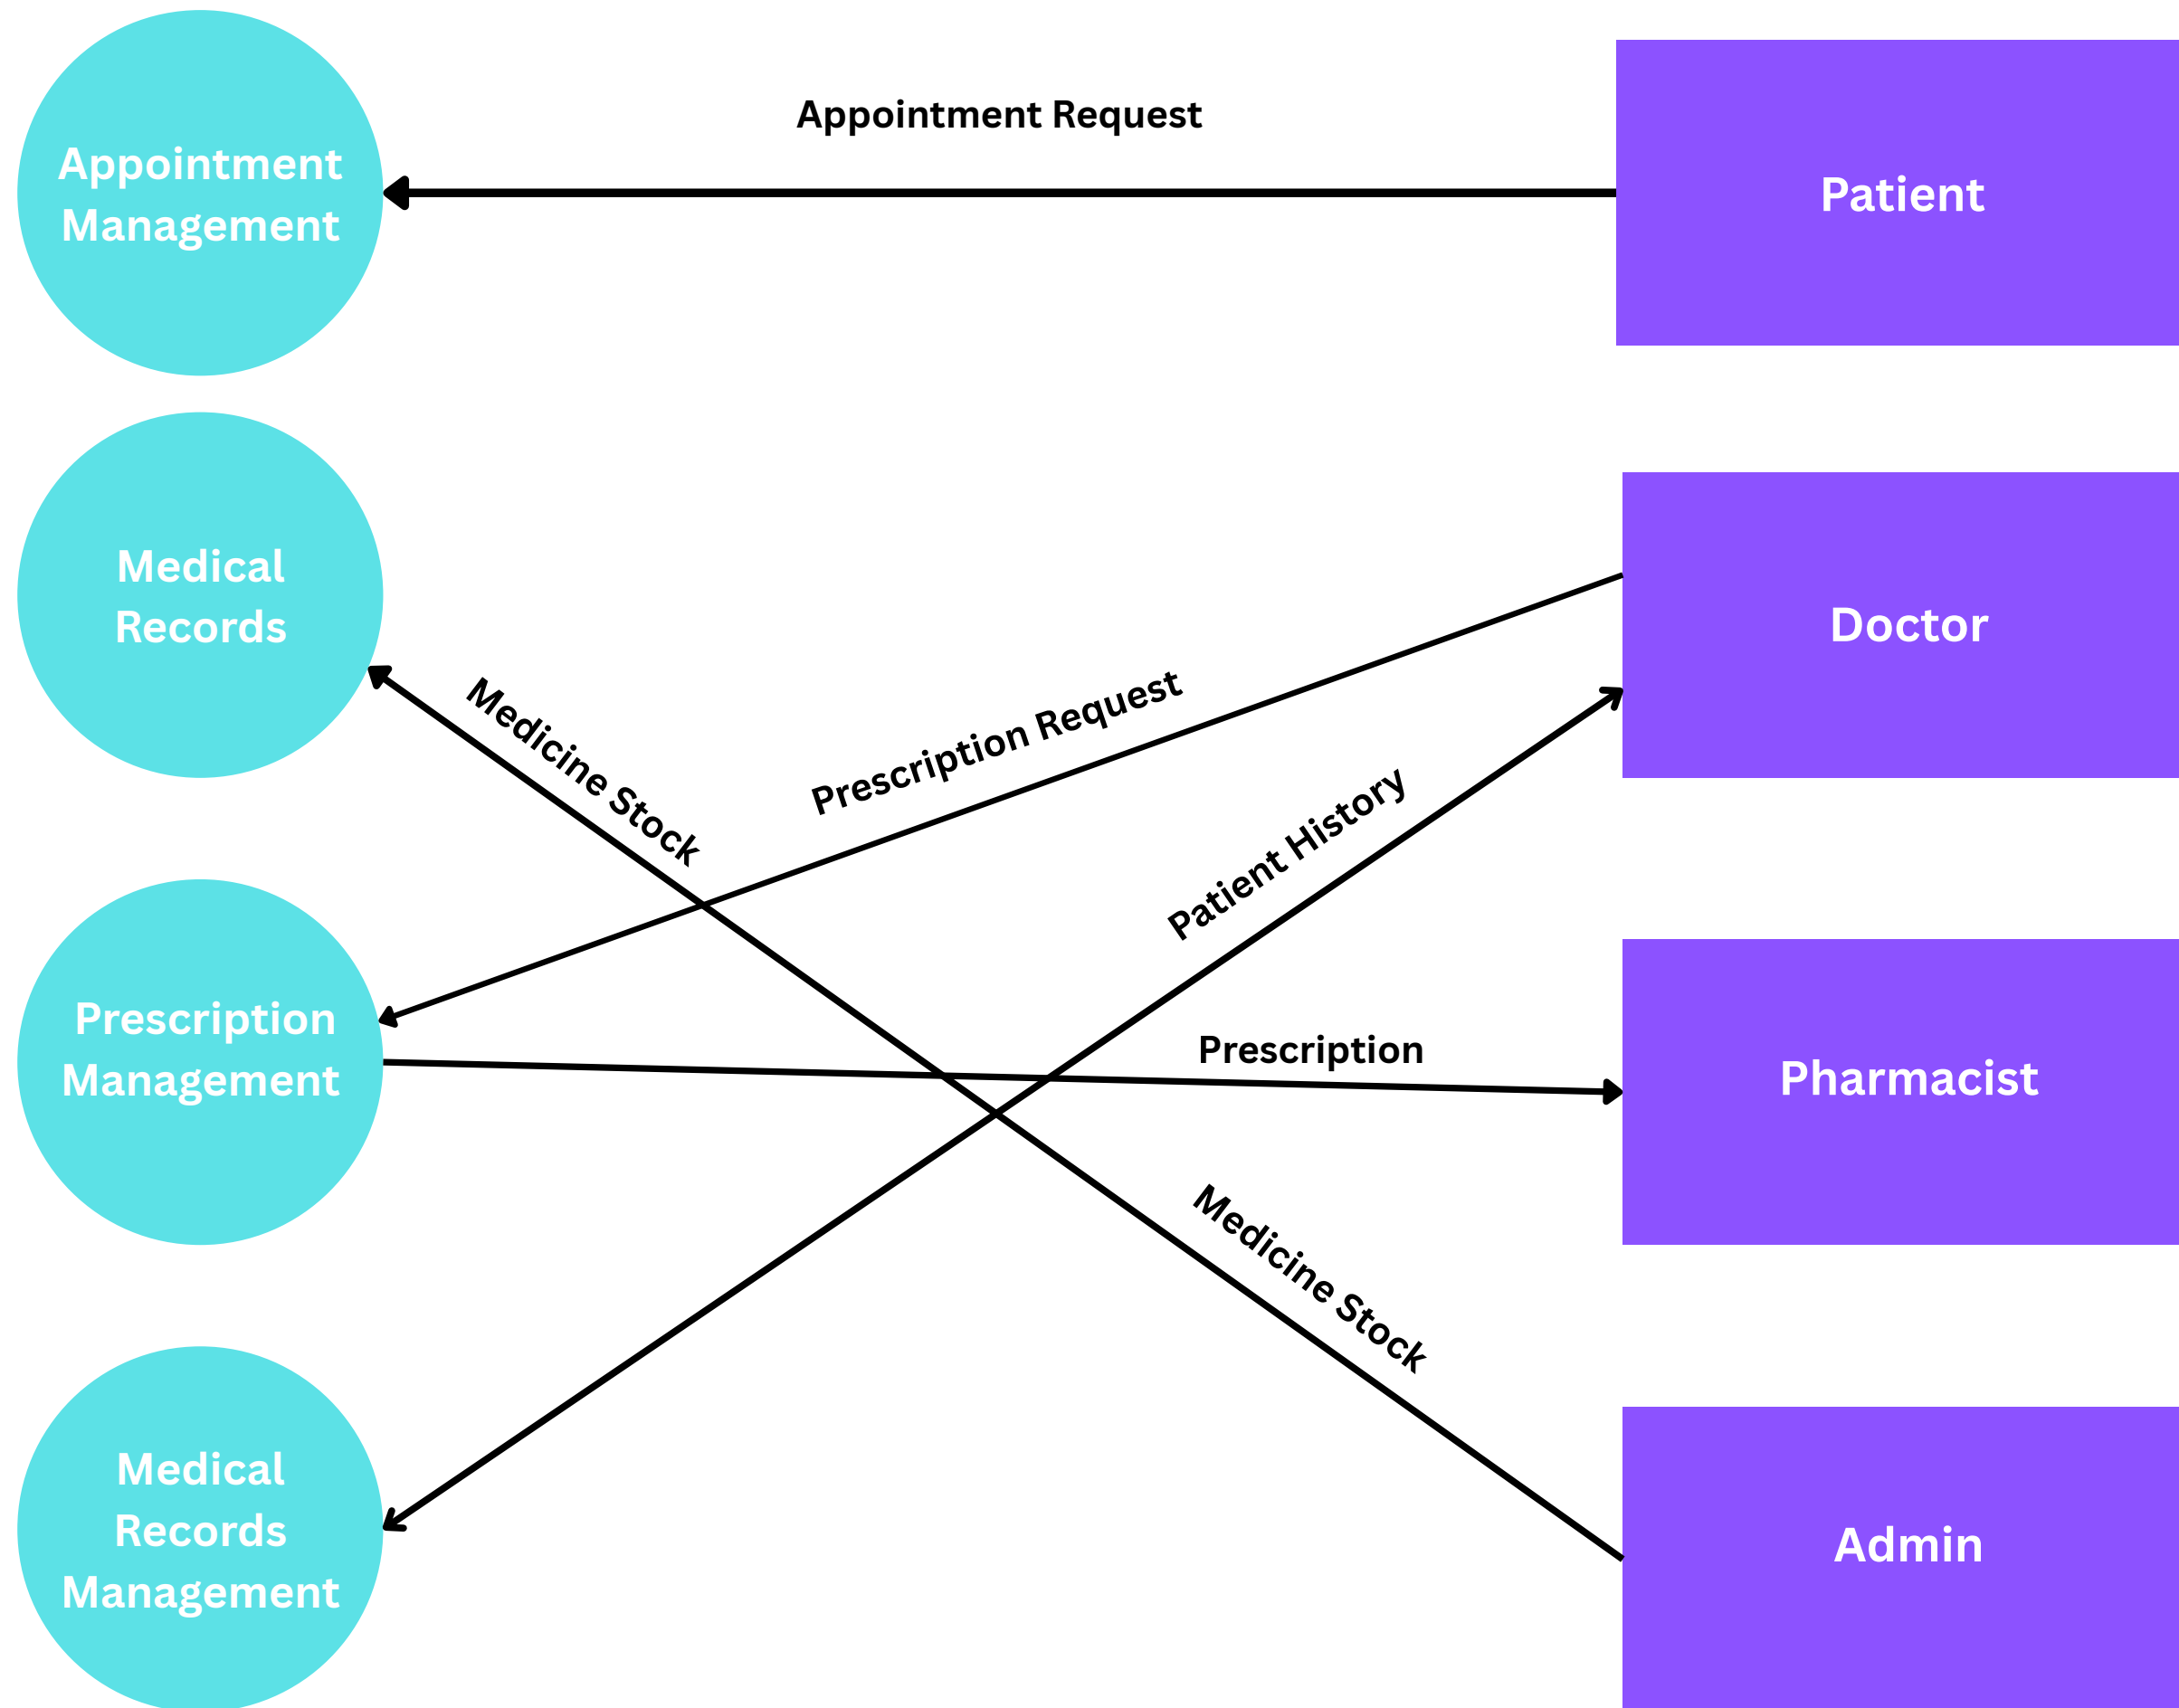 Appointment
Management
Appointment Request
Patient
Medical
Records
Doctor
Medicine Stock
Prescription Request
Patient History
Prescription
Management
Prescription
Pharmacist
Medicine Stock
Medical
Records
Management
Admin